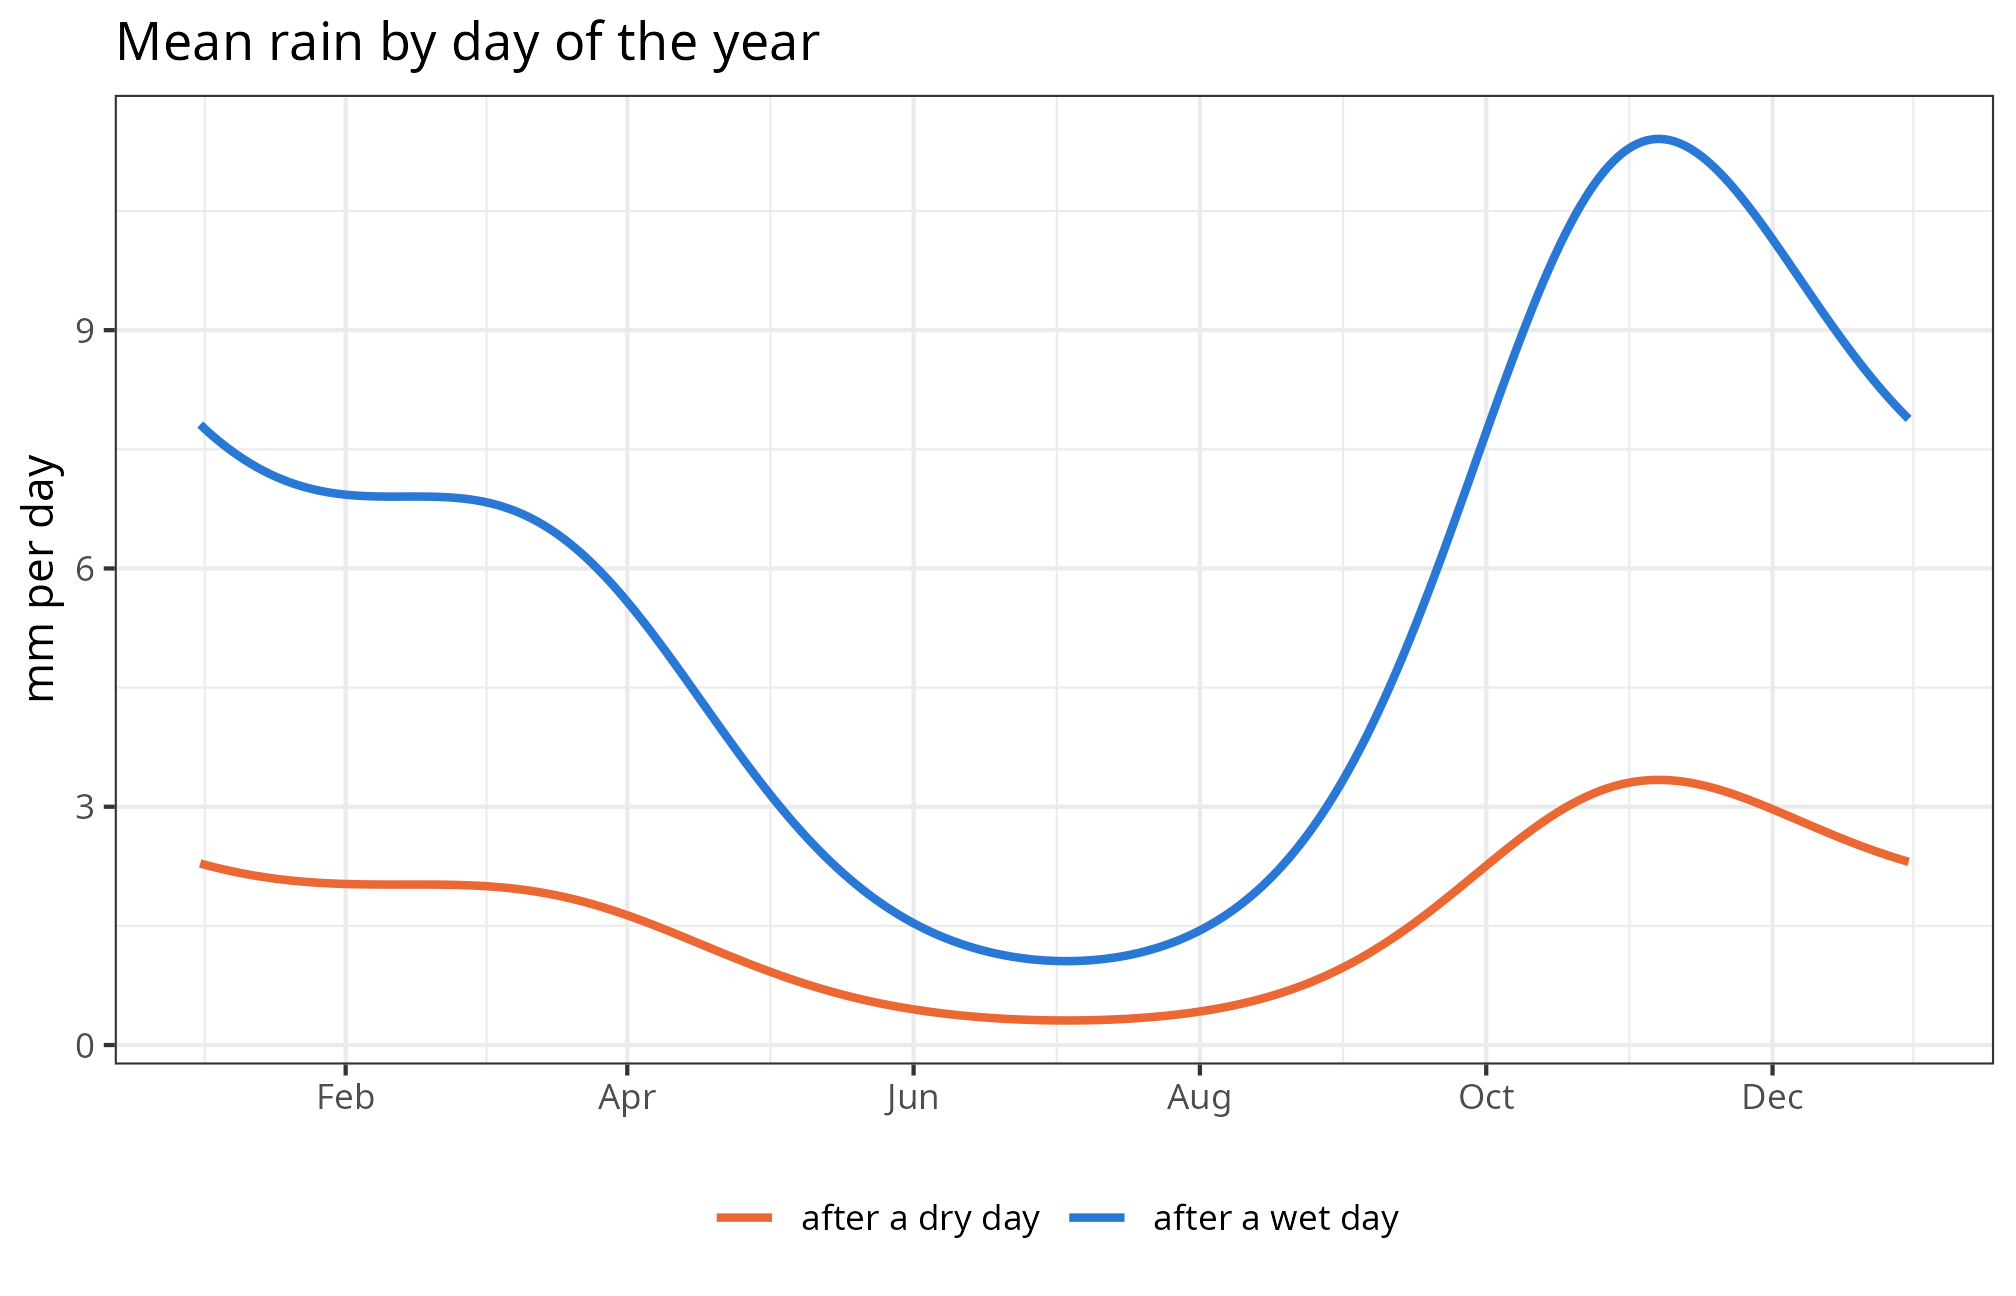 Mean rain by day of the year
mm per day
9
6
3
0
Feb Apr Jun Aug Oct Dec
after a dry day after a wet day